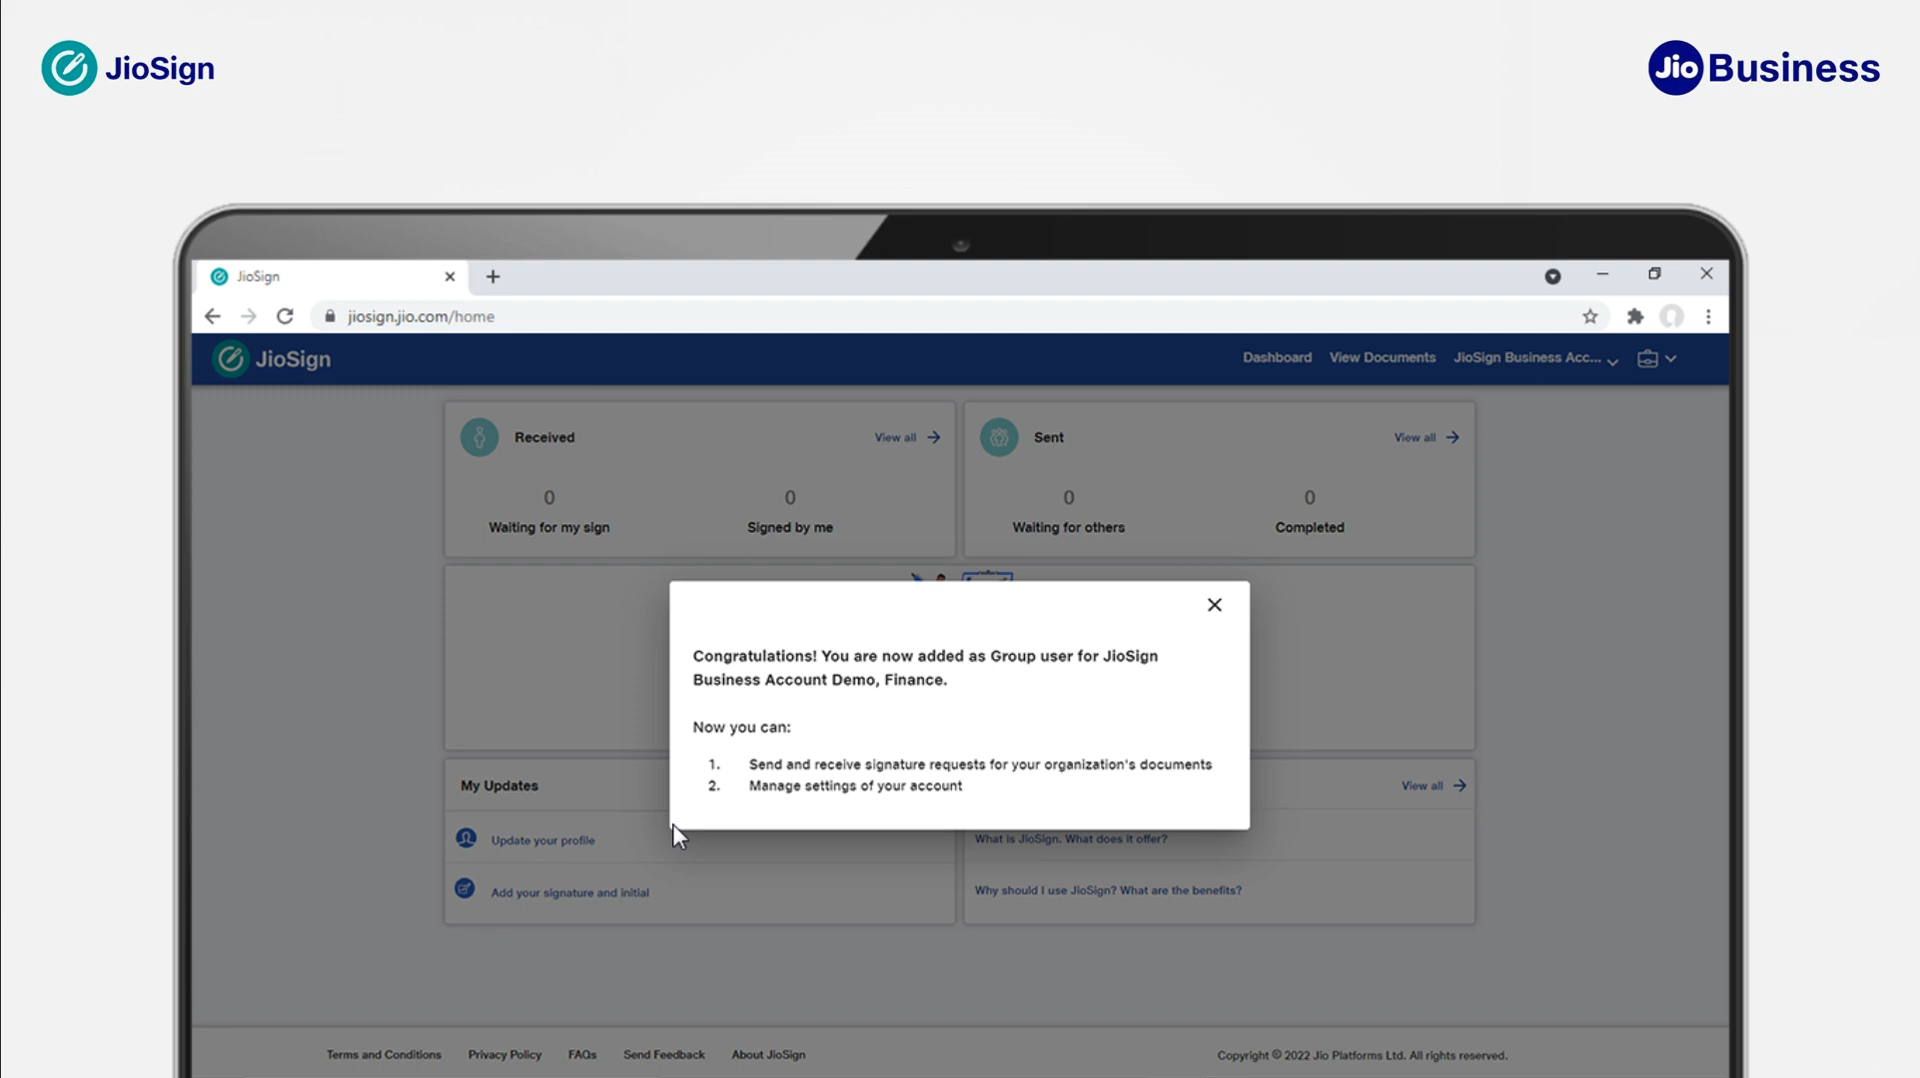 JioSign
Jio Business
JioSign
jiosign.jio.com/home
JioSign
Dashboard View Documents JioSign Business Acc...
Received View all
Sent View all
0 0 0 0
Waiting for my sign Signed by me Waiting for others Completed
Congratulations! You are now added as Group user for JioSign
Business Account Demo, Finance.
Now you can:
1. Send and receive signature requests for your organization's documents
2. Manage settings of your account
My Updates
View all
Update your profile
What is JioSign. What does it offer?
Add your signature and initial
Why should I use JioSign? What are the benefits?
Terms and Conditions Privacy Policy FAQs Send Feedback About JioSign
Copyright © 2022 Jio Platforms Ltd. All rights reserved.